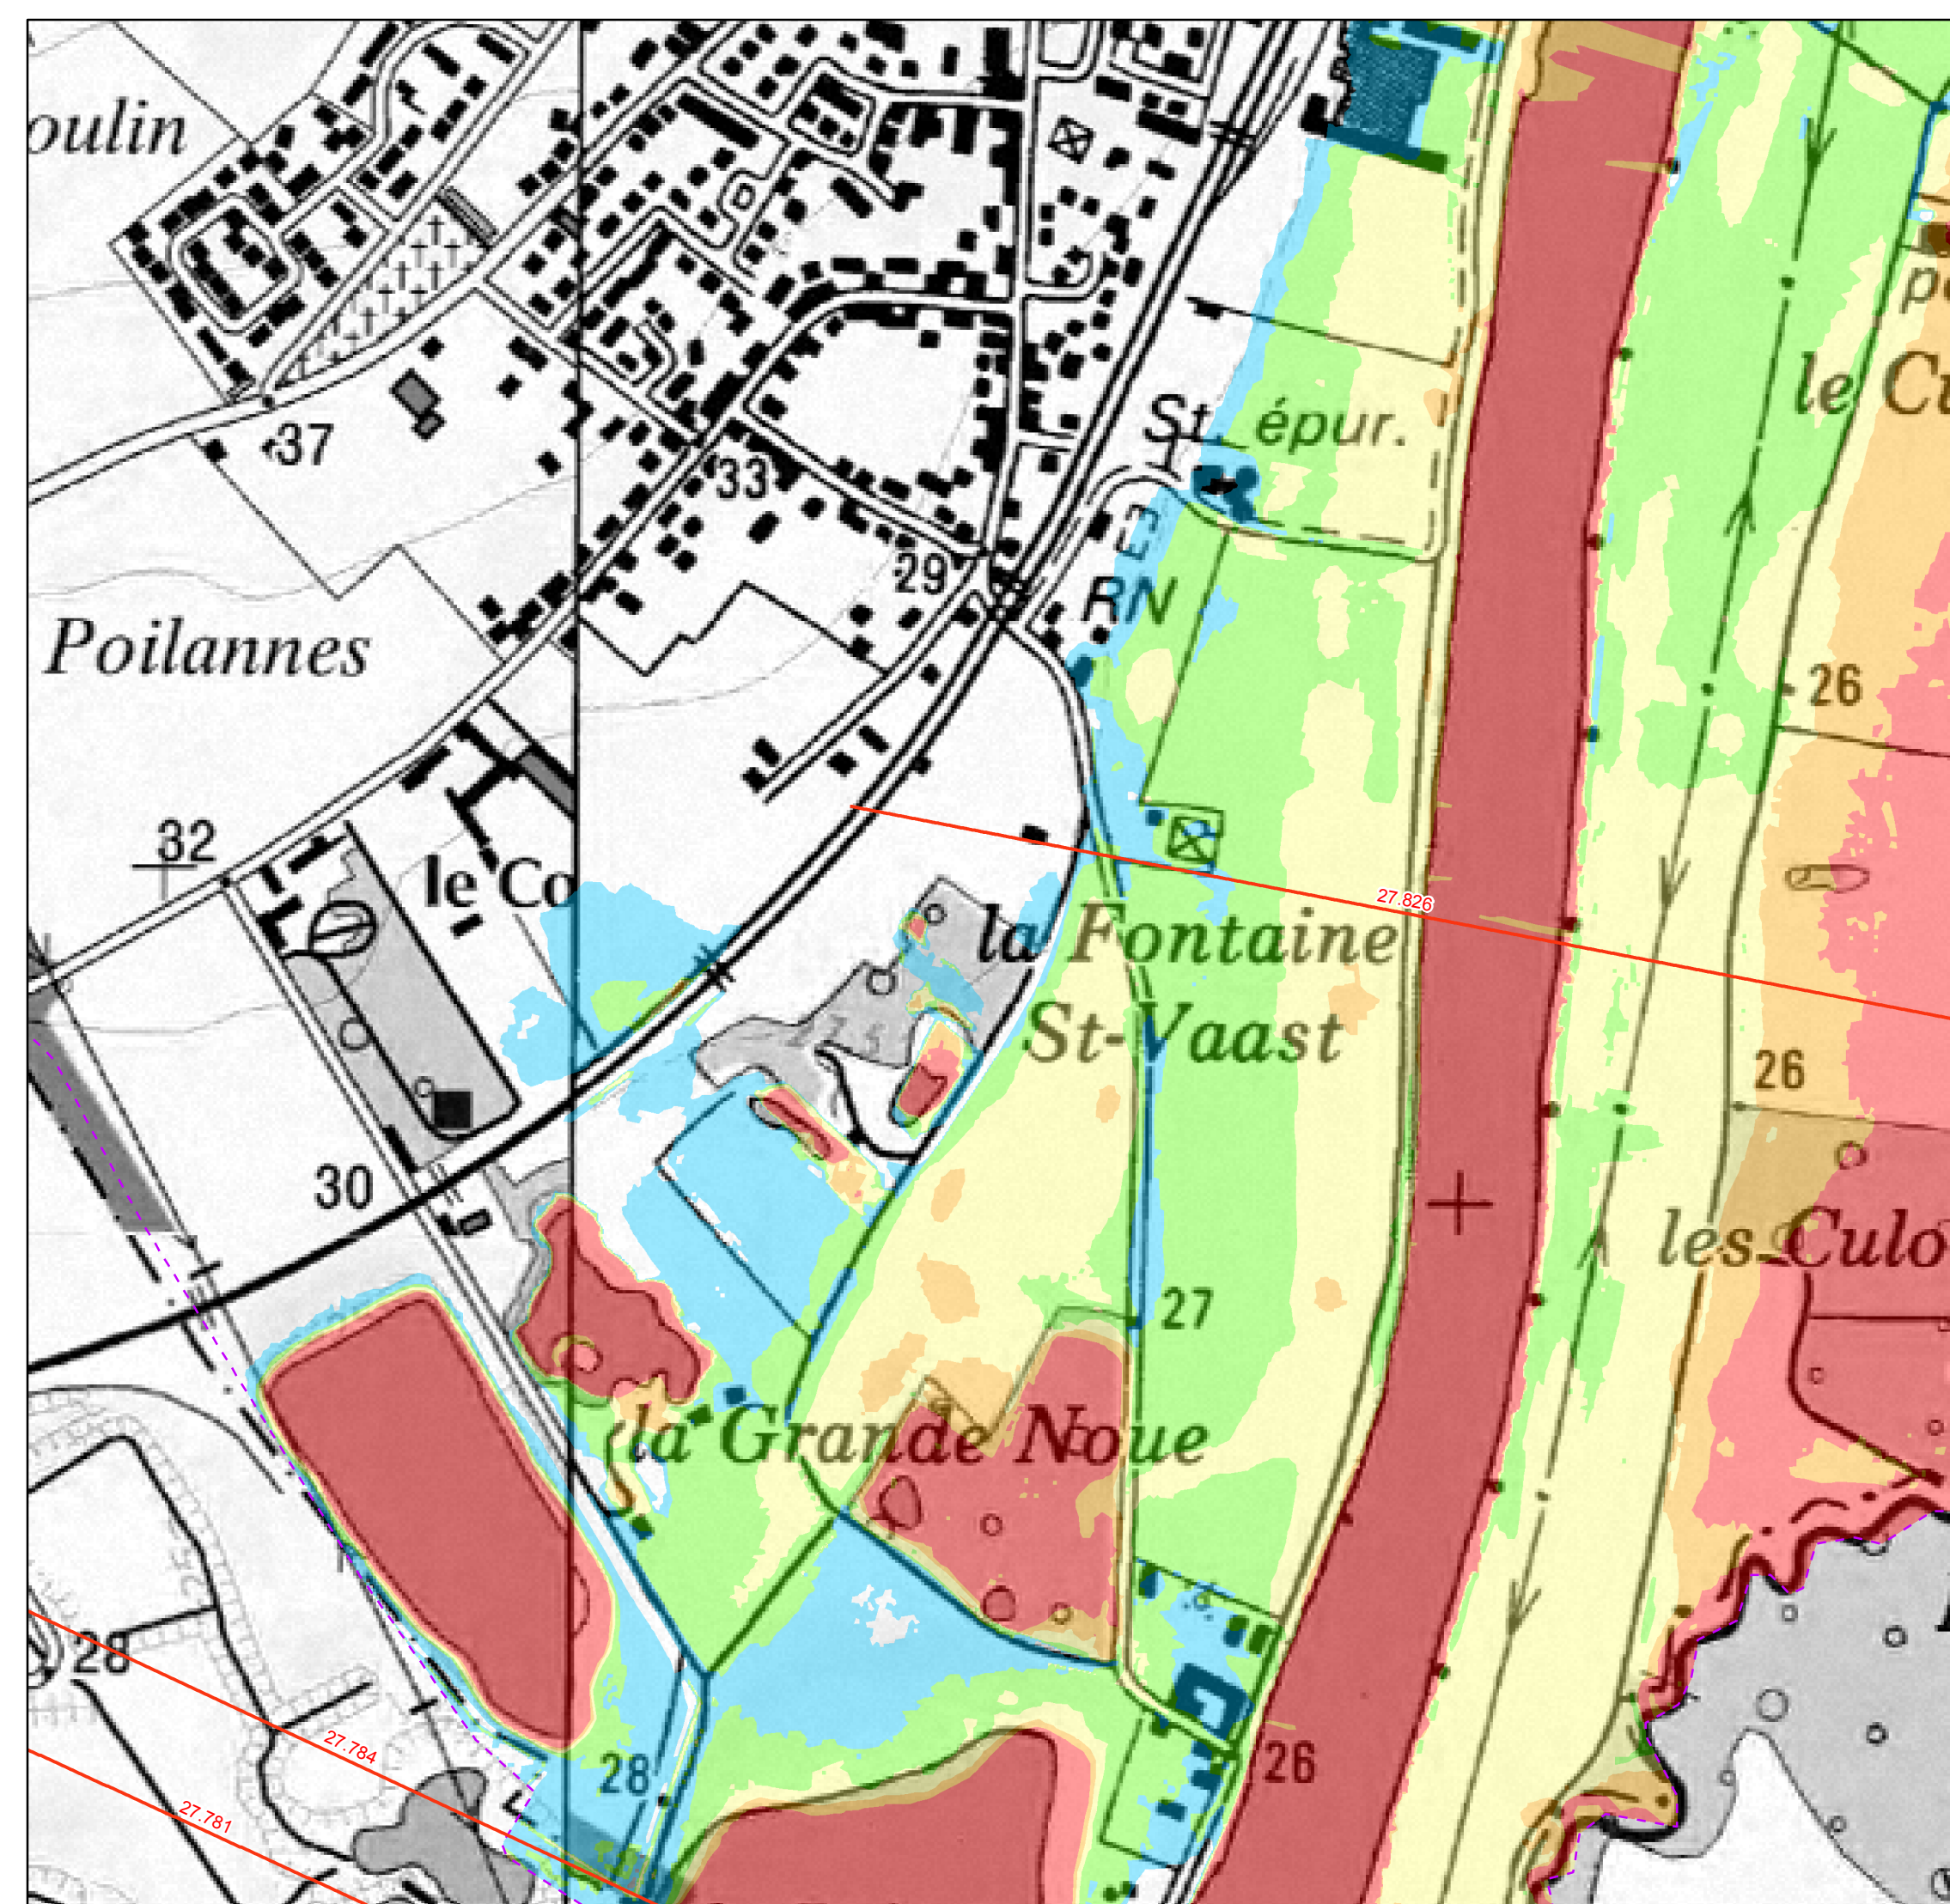 oulin
37
33
St. épur.
le Cu
29
RN
Poilannes
26
32
le Co
27.826
la Fontaine
St-Vaast
26
30
les Culo
27
la Grande Noue
28
27.784
28
26
27.781